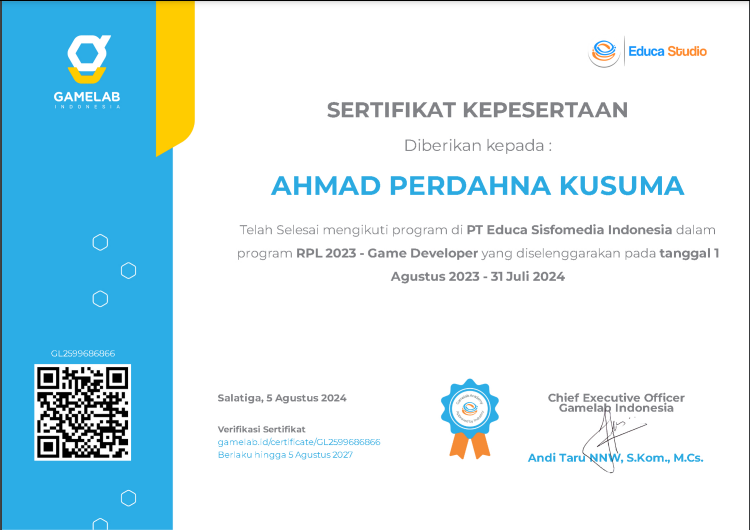 GAMELAB
INDONESIA
Educa Studio
SERTIFIKAT KEPESERTAAN
Diberikan kepada :
AHMAD PERDAHNA KUSUMA
Telah Selesai mengikuti program di PT Educa Sisfomedia Indonesia dalam
program RPL 2023 - Game Developer yang diselenggarakan pada tanggal 1
Agustus 2023 - 31 Juli 2024
GL2599686866
Salatiga, 5 Agustus 2024
Verifikasi Sertifikat
gamelab.id/certificate/GL2599686866
Berlaku hingga 5 Agustus 2027
Chief Executive Officer
Gamelab Indonesia
Andi Taru NNW, S.Kom., M.Cs.